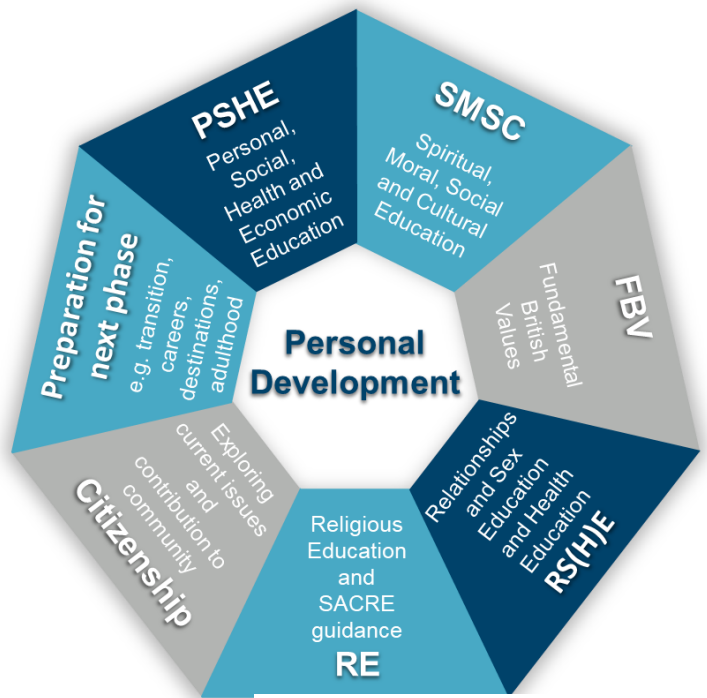 Personal
Development
PSHE
Personal,
Social,
Health and
Economic
Education
SMSC
Spiritual,
Moral, Social
and Cultural
Education
FBV
Fundamental
British
Values
Relationships
and Sex
Education
and Health
Education
RS(H)E
Religious
Education
and
SACRE
guidance
RE
Exploring
current issues
and
contribution to
community
Citizenship
Preparation for
next phase
e.g. transition,
careers,
destinations,
adulthood